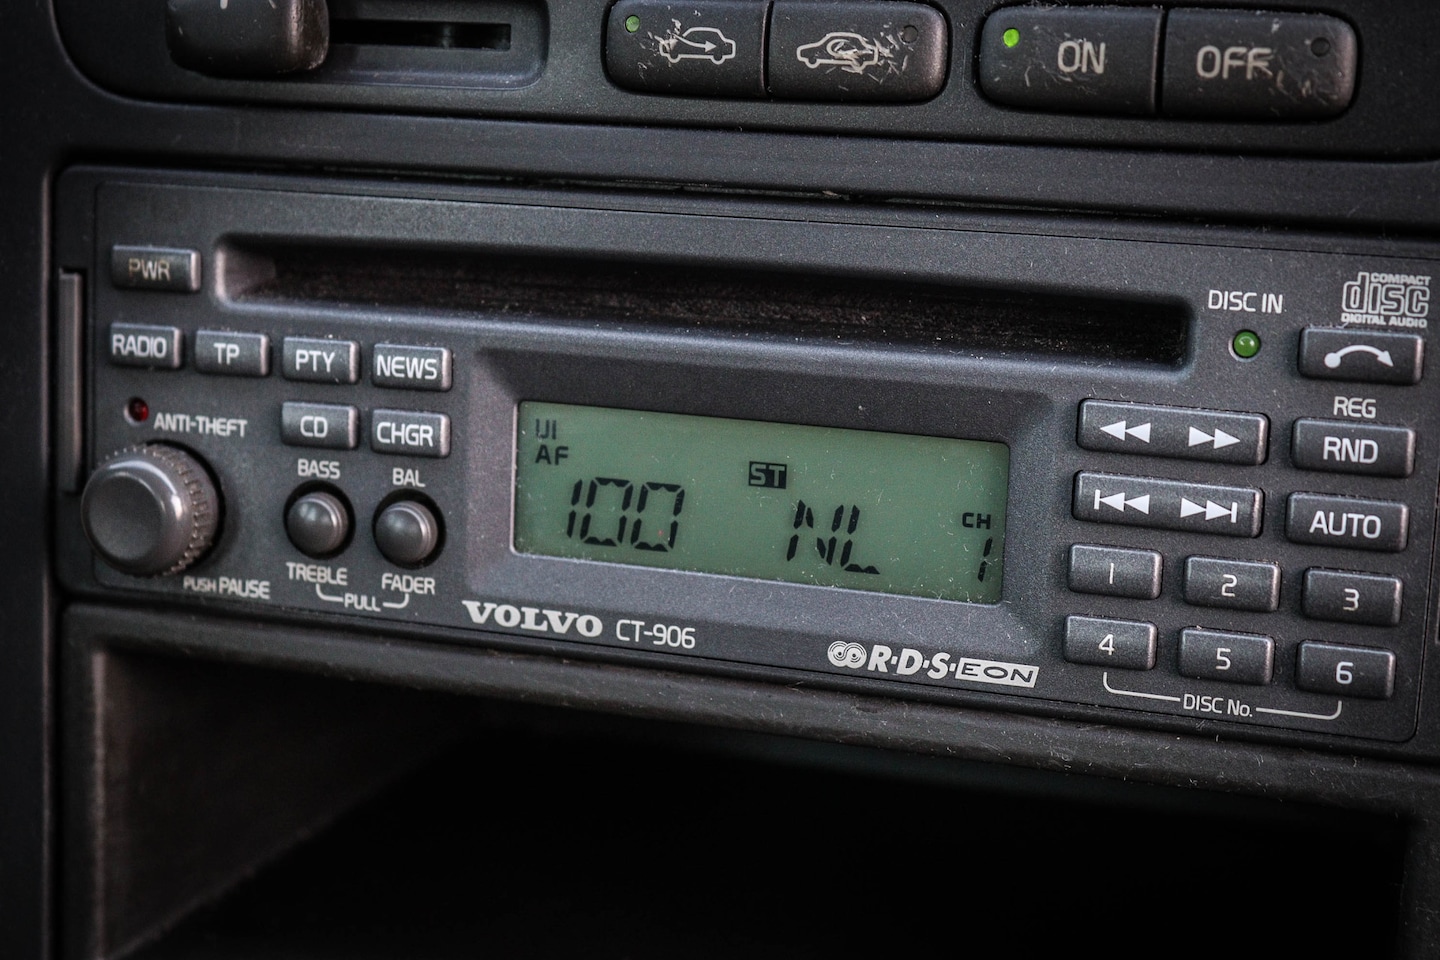 ON OFF
PWR
DISC IN
COMPACT
disc
DIGITAL AUDIO
RADIO TP PTY NEWS
ANTI-THEFT
CD CHGR
BASS BAL
TREBLE FADER
PULL
PUSH PAUSE
AF
ST
100 NL
CH
1
VOLVO CT-906
R·D·S·EON
REG
RND
AUTO
1 2 3
4 5 6
DISC No.